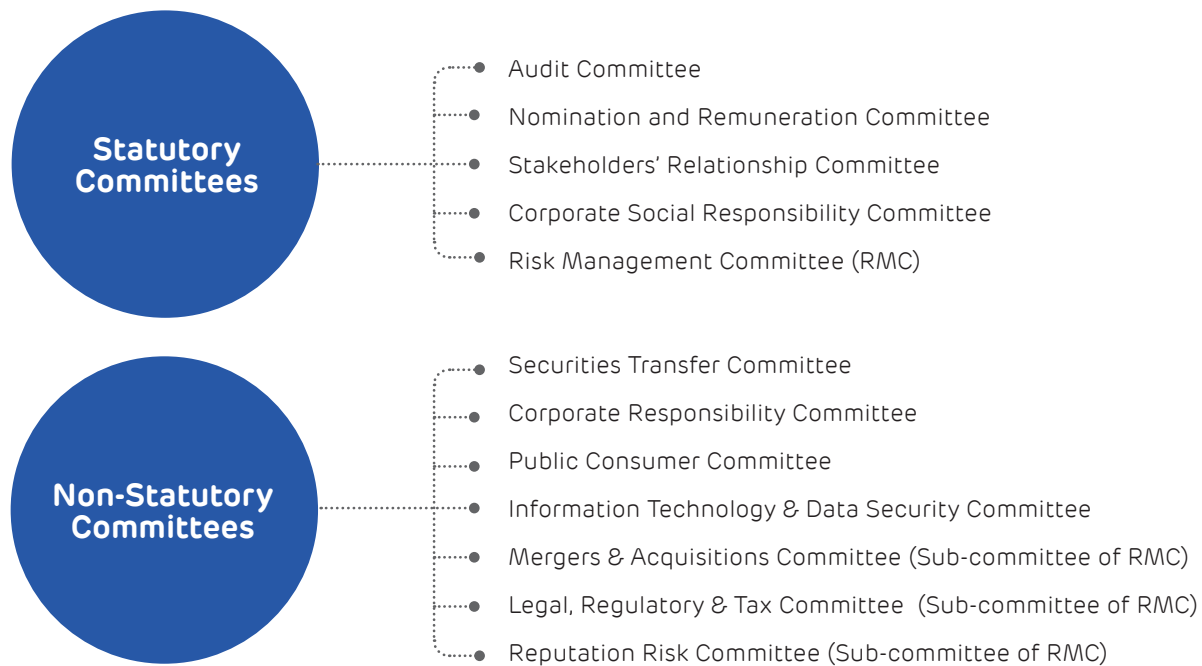 Statutory
Committees
Audit Committee
Nomination and Remuneration Committee
Stakeholders’ Relationship Committee
Corporate Social Responsibility Committee
Risk Management Committee (RMC)
Non-Statutory
Committees
Securities Transfer Committee
Corporate Responsibility Committee
Public Consumer Committee
Information Technology & Data Security Committee
Mergers & Acquisitions Committee (Sub-committee of RMC)
Legal, Regulatory & Tax Committee (Sub-committee of RMC)
Reputation Risk Committee (Sub-committee of RMC)